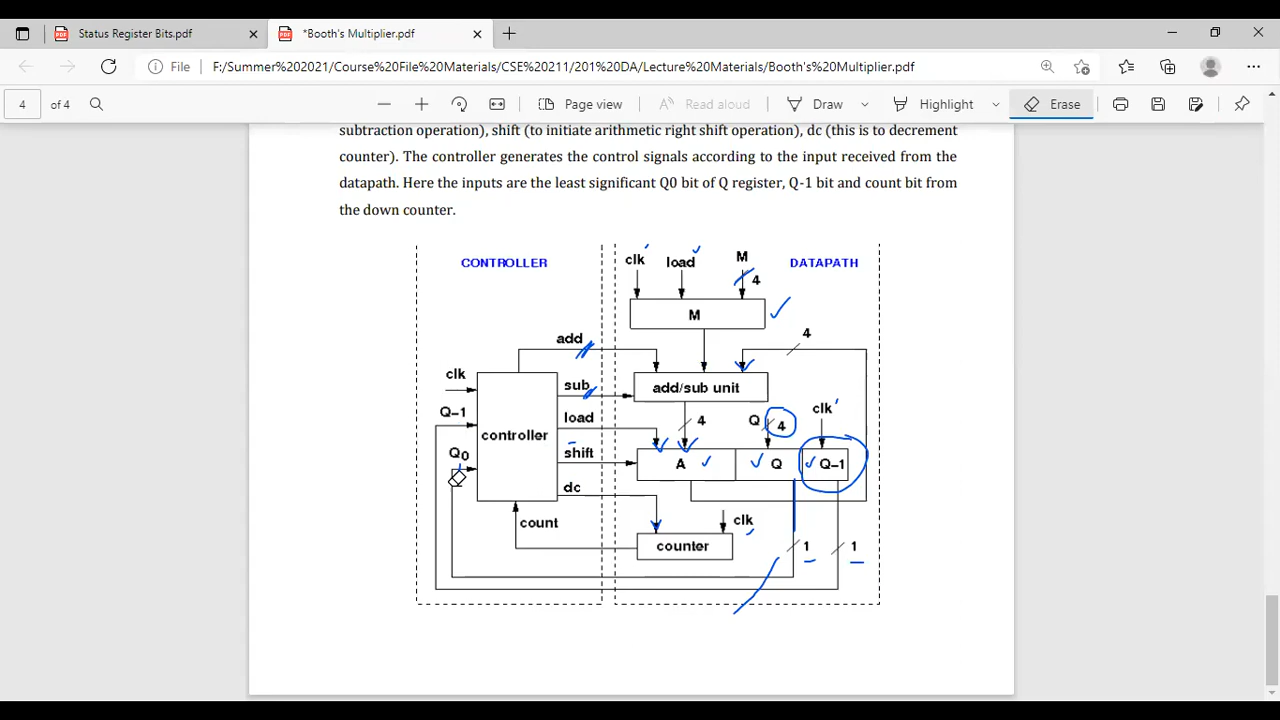 Status Register Bits.pdf
*Booth's Multiplier.pdf
File
F:/Summer%202021/Course%20File%20Materials/CSE%20211/201%20DA/Lecture%20Materials/Booth's%20Multiplier.pdf
4 of 4
Page view
Read aloud
Draw
Highlight
Erase
subtraction operation), shift (to initiate arithmetic right shift operation), dc (this is to decrement
counter). The controller generates the control signals according to the input received from the
datapath. Here the inputs are the least significant Q0 bit of Q register, Q-1 bit and count bit from
the down counter.
CONTROLLER
clk load M DATAPATH
4
M
add
4
clk
sub
add/sub unit
Q-1
load
4
Q
4
clk
controller
Q0
shift
A
Q
Q-1
dc
count
clk
counter
1
1